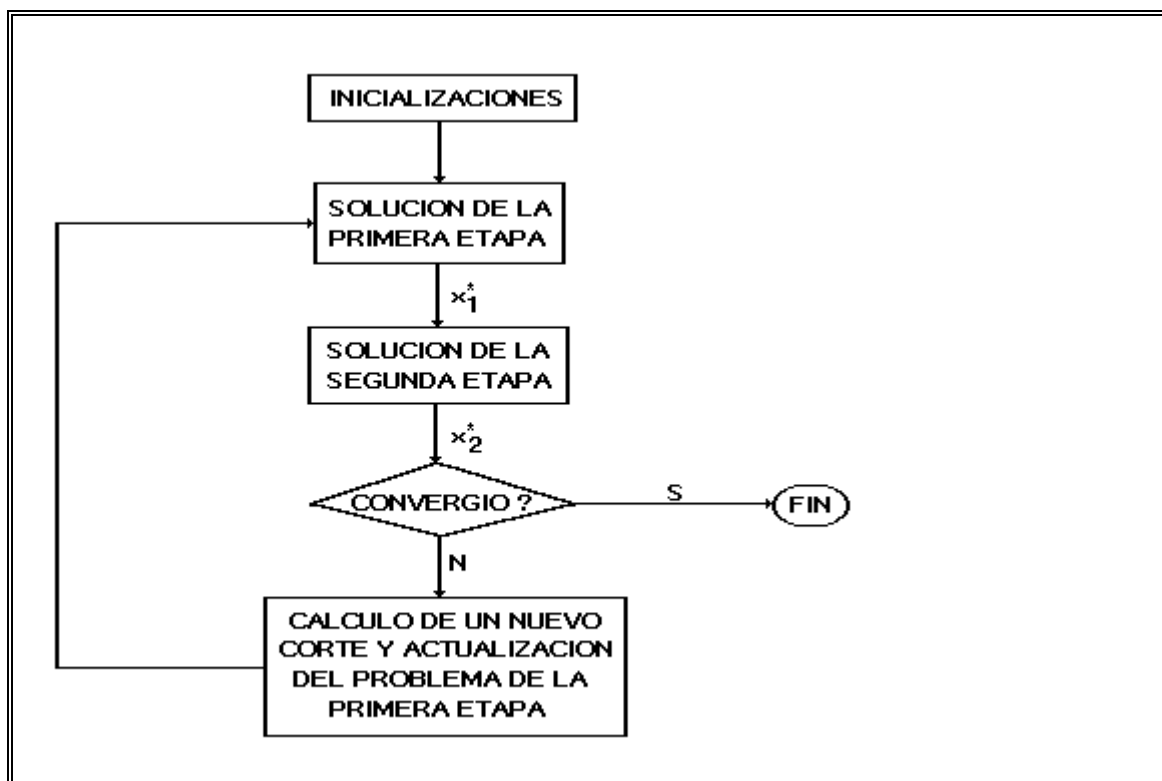 INICIALIZACIONES
SOLUCION DE LA
PRIMERA ETAPA
x*1
SOLUCION DE LA
SEGUNDA ETAPA
x*2
CONVERGIO ?
S
FIN
N
CALCULO DE UN NUEVO
CORTE Y ACTUALIZACION
DEL PROBLEMA DE LA
PRIMERA ETAPA